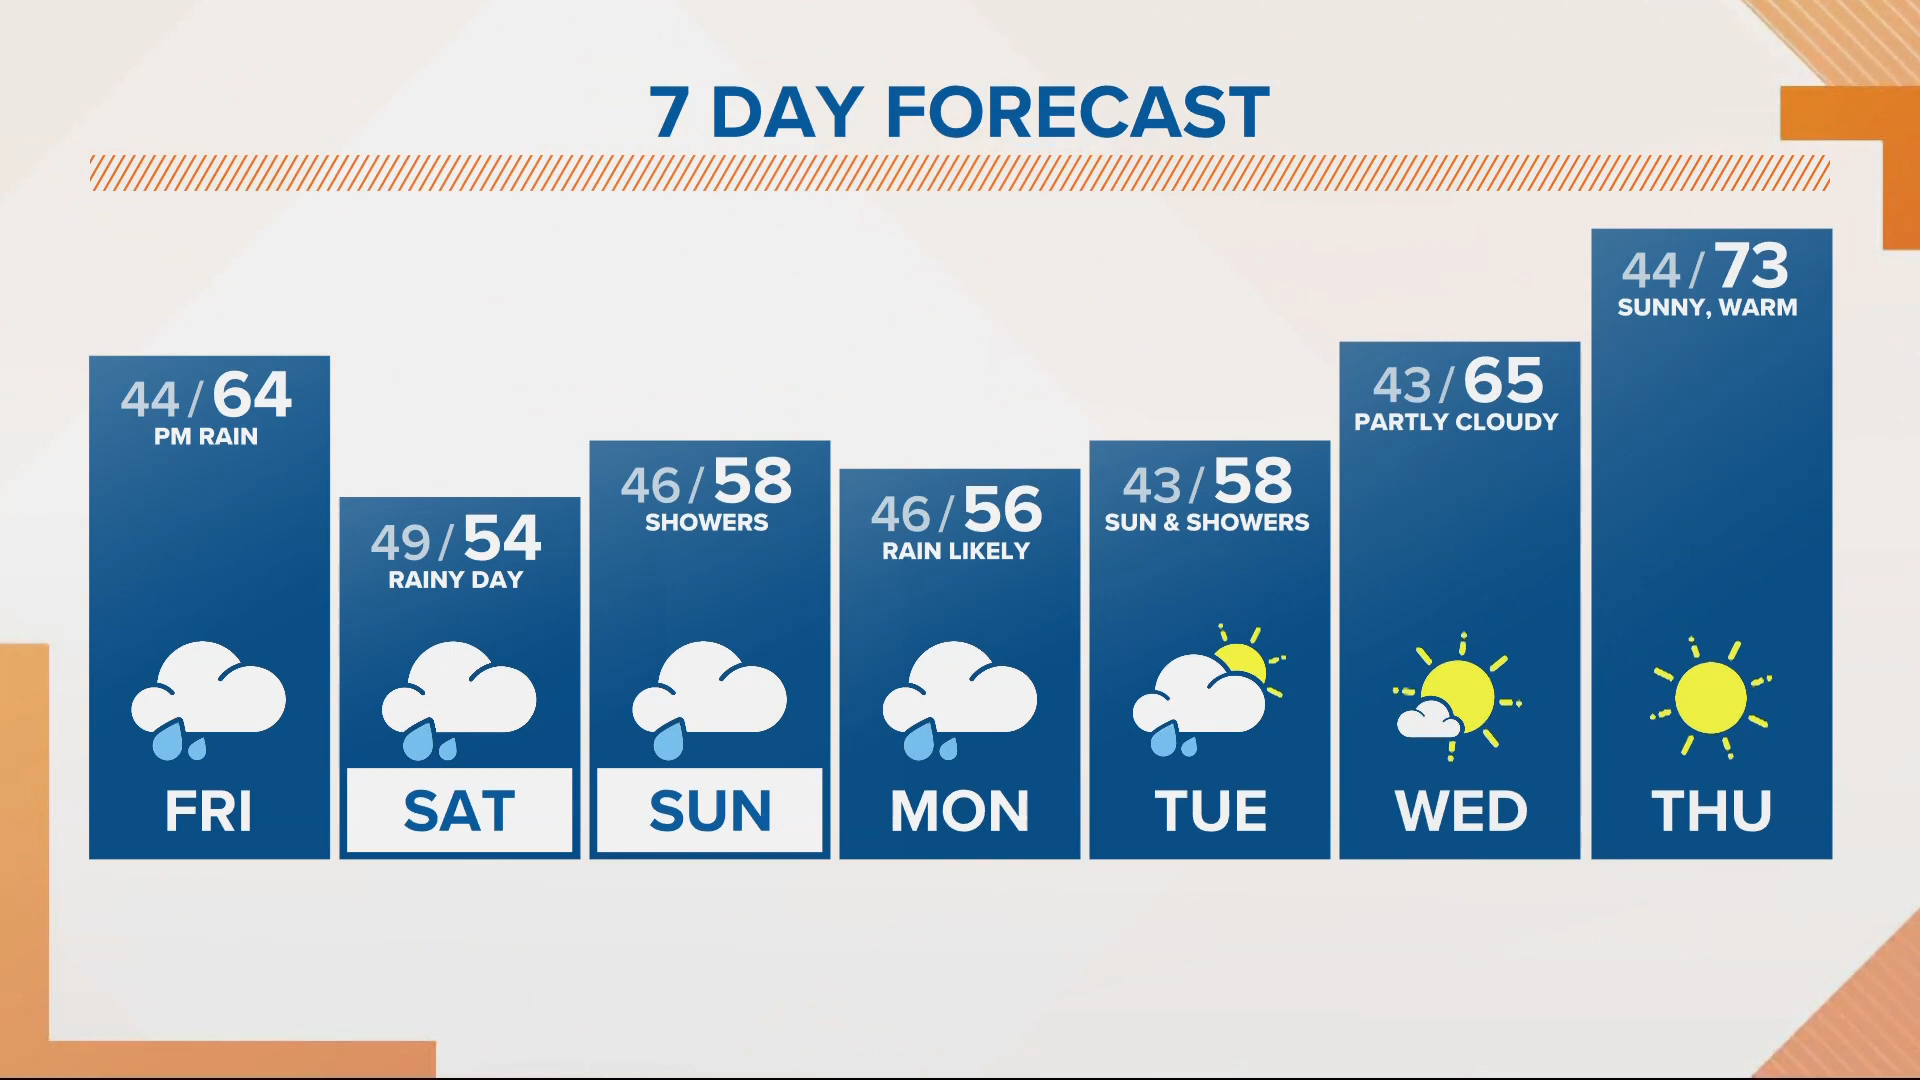 7 DAY FORECAST
44/64
PM RAIN
FRI
49/54
RAINY DAY
SAT
46/58
SHOWERS
SUN
46/56
RAIN LIKELY
MON
43/58
SUN & SHOWERS
TUE
43/65
PARTLY CLOUDY
WED
44/73
SUNNY, WARM
THU